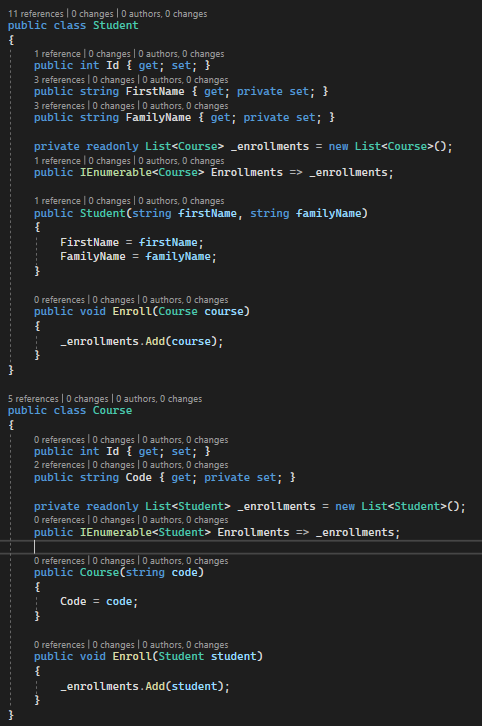 11 references | 0 changes | 0 authors, 0 changes
public class Student
{
1 reference | 0 changes | 0 authors, 0 changes
public int Id { get; set; }
3 references | 0 changes | 0 authors, 0 changes
public string FirstName { get; private set; }
3 references | 0 changes | 0 authors, 0 changes
public string FamilyName { get; private set; }
private readonly List<Course> _enrollments = new List<Course>();
1 reference | 0 changes | 0 authors, 0 changes
public IEnumerable<Course> Enrollments => _enrollments;
1 reference | 0 changes | 0 authors, 0 changes
public Student(string firstName, string familyName)
{
FirstName = firstName;
FamilyName = familyName;
}
0 references | 0 changes | 0 authors, 0 changes
public void Enroll(Course course)
{
_enrollments.Add(course);
}
}
5 references | 0 changes | 0 authors, 0 changes
public class Course
{
0 references | 0 changes | 0 authors, 0 changes
public int Id { get; set; }
2 references | 0 changes | 0 authors, 0 changes
public string Code { get; private set; }
private readonly List<Student> _enrollments = new List<Student>();
0 references | 0 changes | 0 authors, 0 changes
public IEnumerable<Student> Enrollments => _enrollments;
0 references | 0 changes | 0 authors, 0 changes
public Course(string code)
{
Code = code;
}
0 references | 0 changes | 0 authors, 0 changes
public void Enroll(Student student)
{
_enrollments.Add(student);
}
}